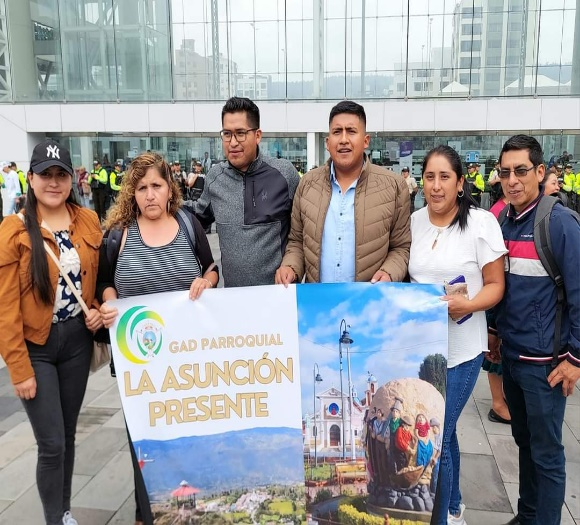 NY
GAD PARROQUIAL
LA ASUNCIÓN
PRESENTE